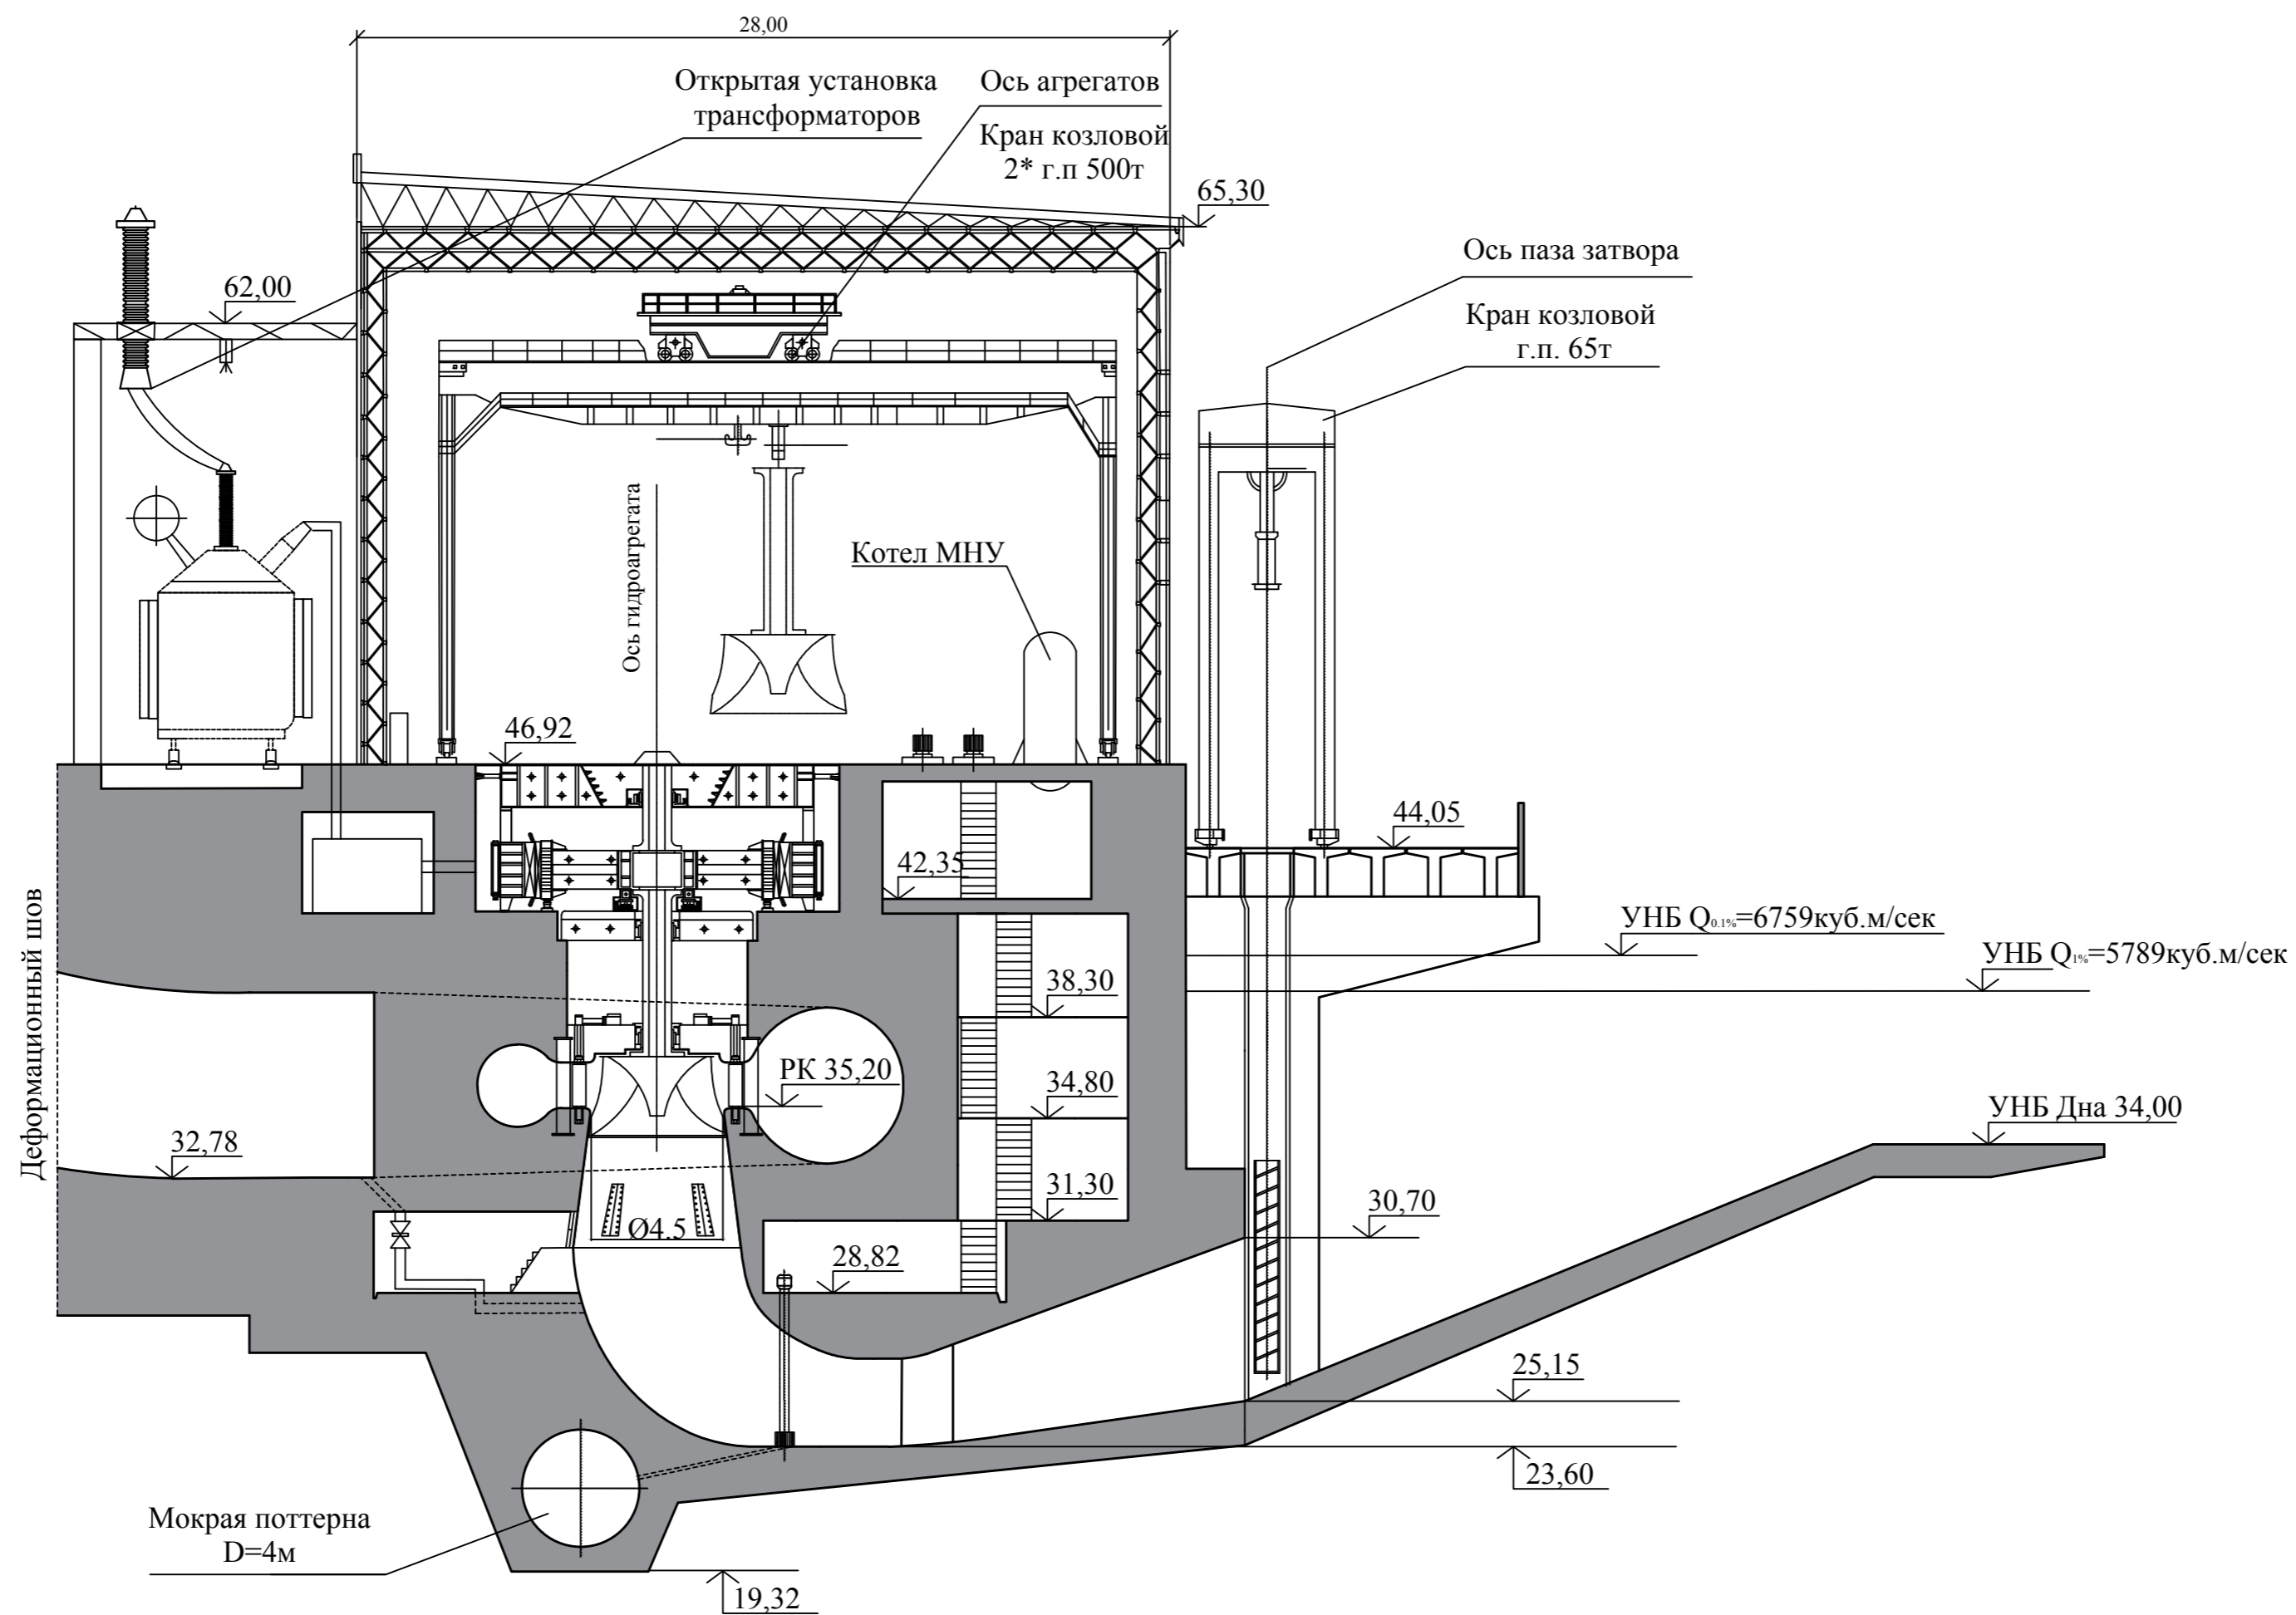 28,00
Открытая установка
трансформаторов
Ось агрегатов
Кран козловой
2* г.п 500т
65,30
Ось паза затвора
62,00
Кран козловой
г.п. 65т
Ось гидроагрегата
Котел МНУ
46,92
44,05
42,35
УНБ Q0.1%=6759куб.м/сек
УНБ Q1%=5789куб.м/сек
Деформационный шов
38,30
РК 35,20
34,80
УНБ Дна 34,00
32,78
31,30
30,70
Ø4.5
28,82
25,15
23,60
Мокрая поттерна
D=4м
19,32